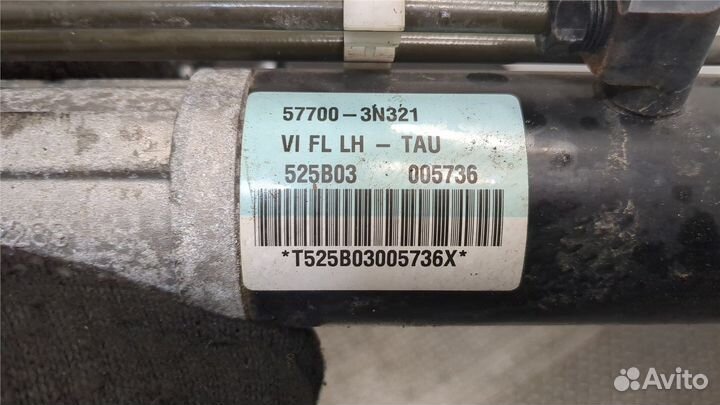 57700-3N321
VI FL LH - TAU
525B03 005736
*T525B03005736X*
Avito